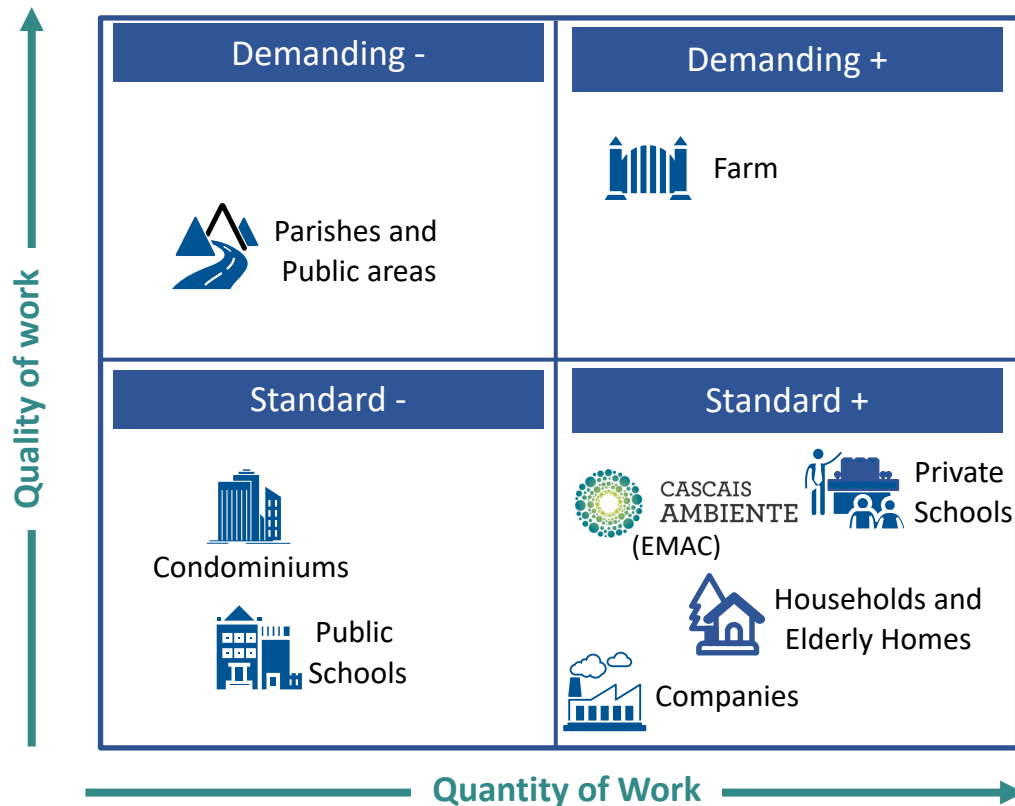 Quality of work
Demanding -
Demanding +
Parishes and
Public areas
Farm
Standard -
Standard +
Condominiums
Public
Schools
CASCAIS
AMBIENTE
(EMAC)
Private
Schools
Households and
Elderly Homes
Companies
Quantity of Work